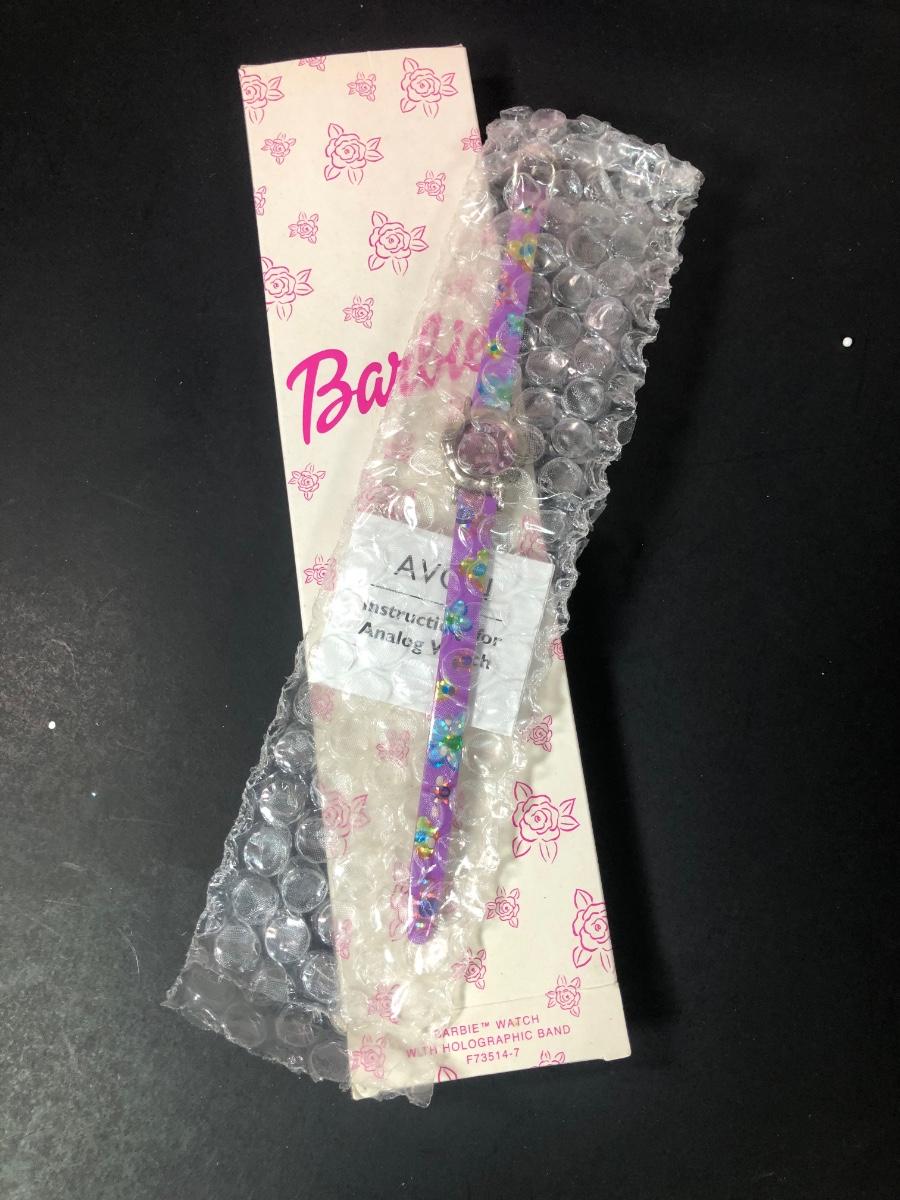 Barbie
AVON
Instructions for
Analog Watch
BARBIE™ WATCH
WITH HOLOGRAPHIC BAND
F73514-7